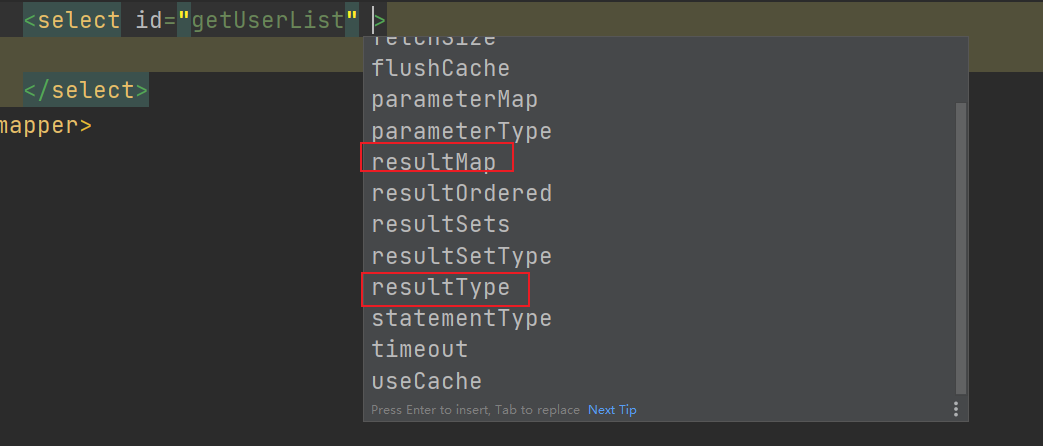 <select id="getUserList" >
fetchSize
flushCache
</select>
parameterMap
mapper>
parameterType
resultMap
resultOrdered
resultSets
resultSetType
resultType
statementType
timeout
useCache
Press Enter to insert, Tab to replace Next Tip